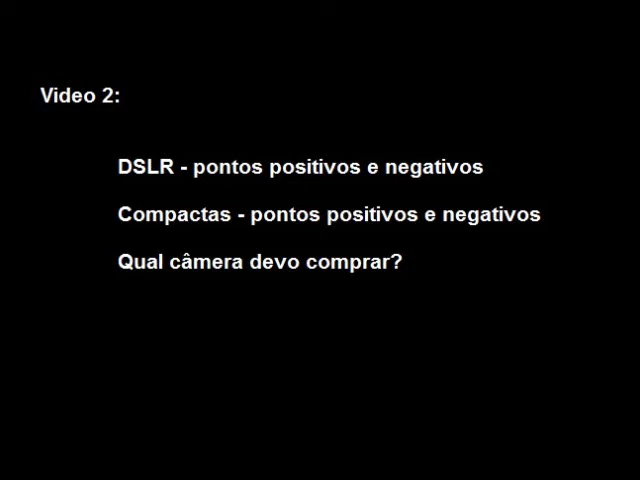 Video 2:
DSLR - pontos positivos e negativos
Compactas - pontos positivos e negativos
Qual câmera devo comprar?